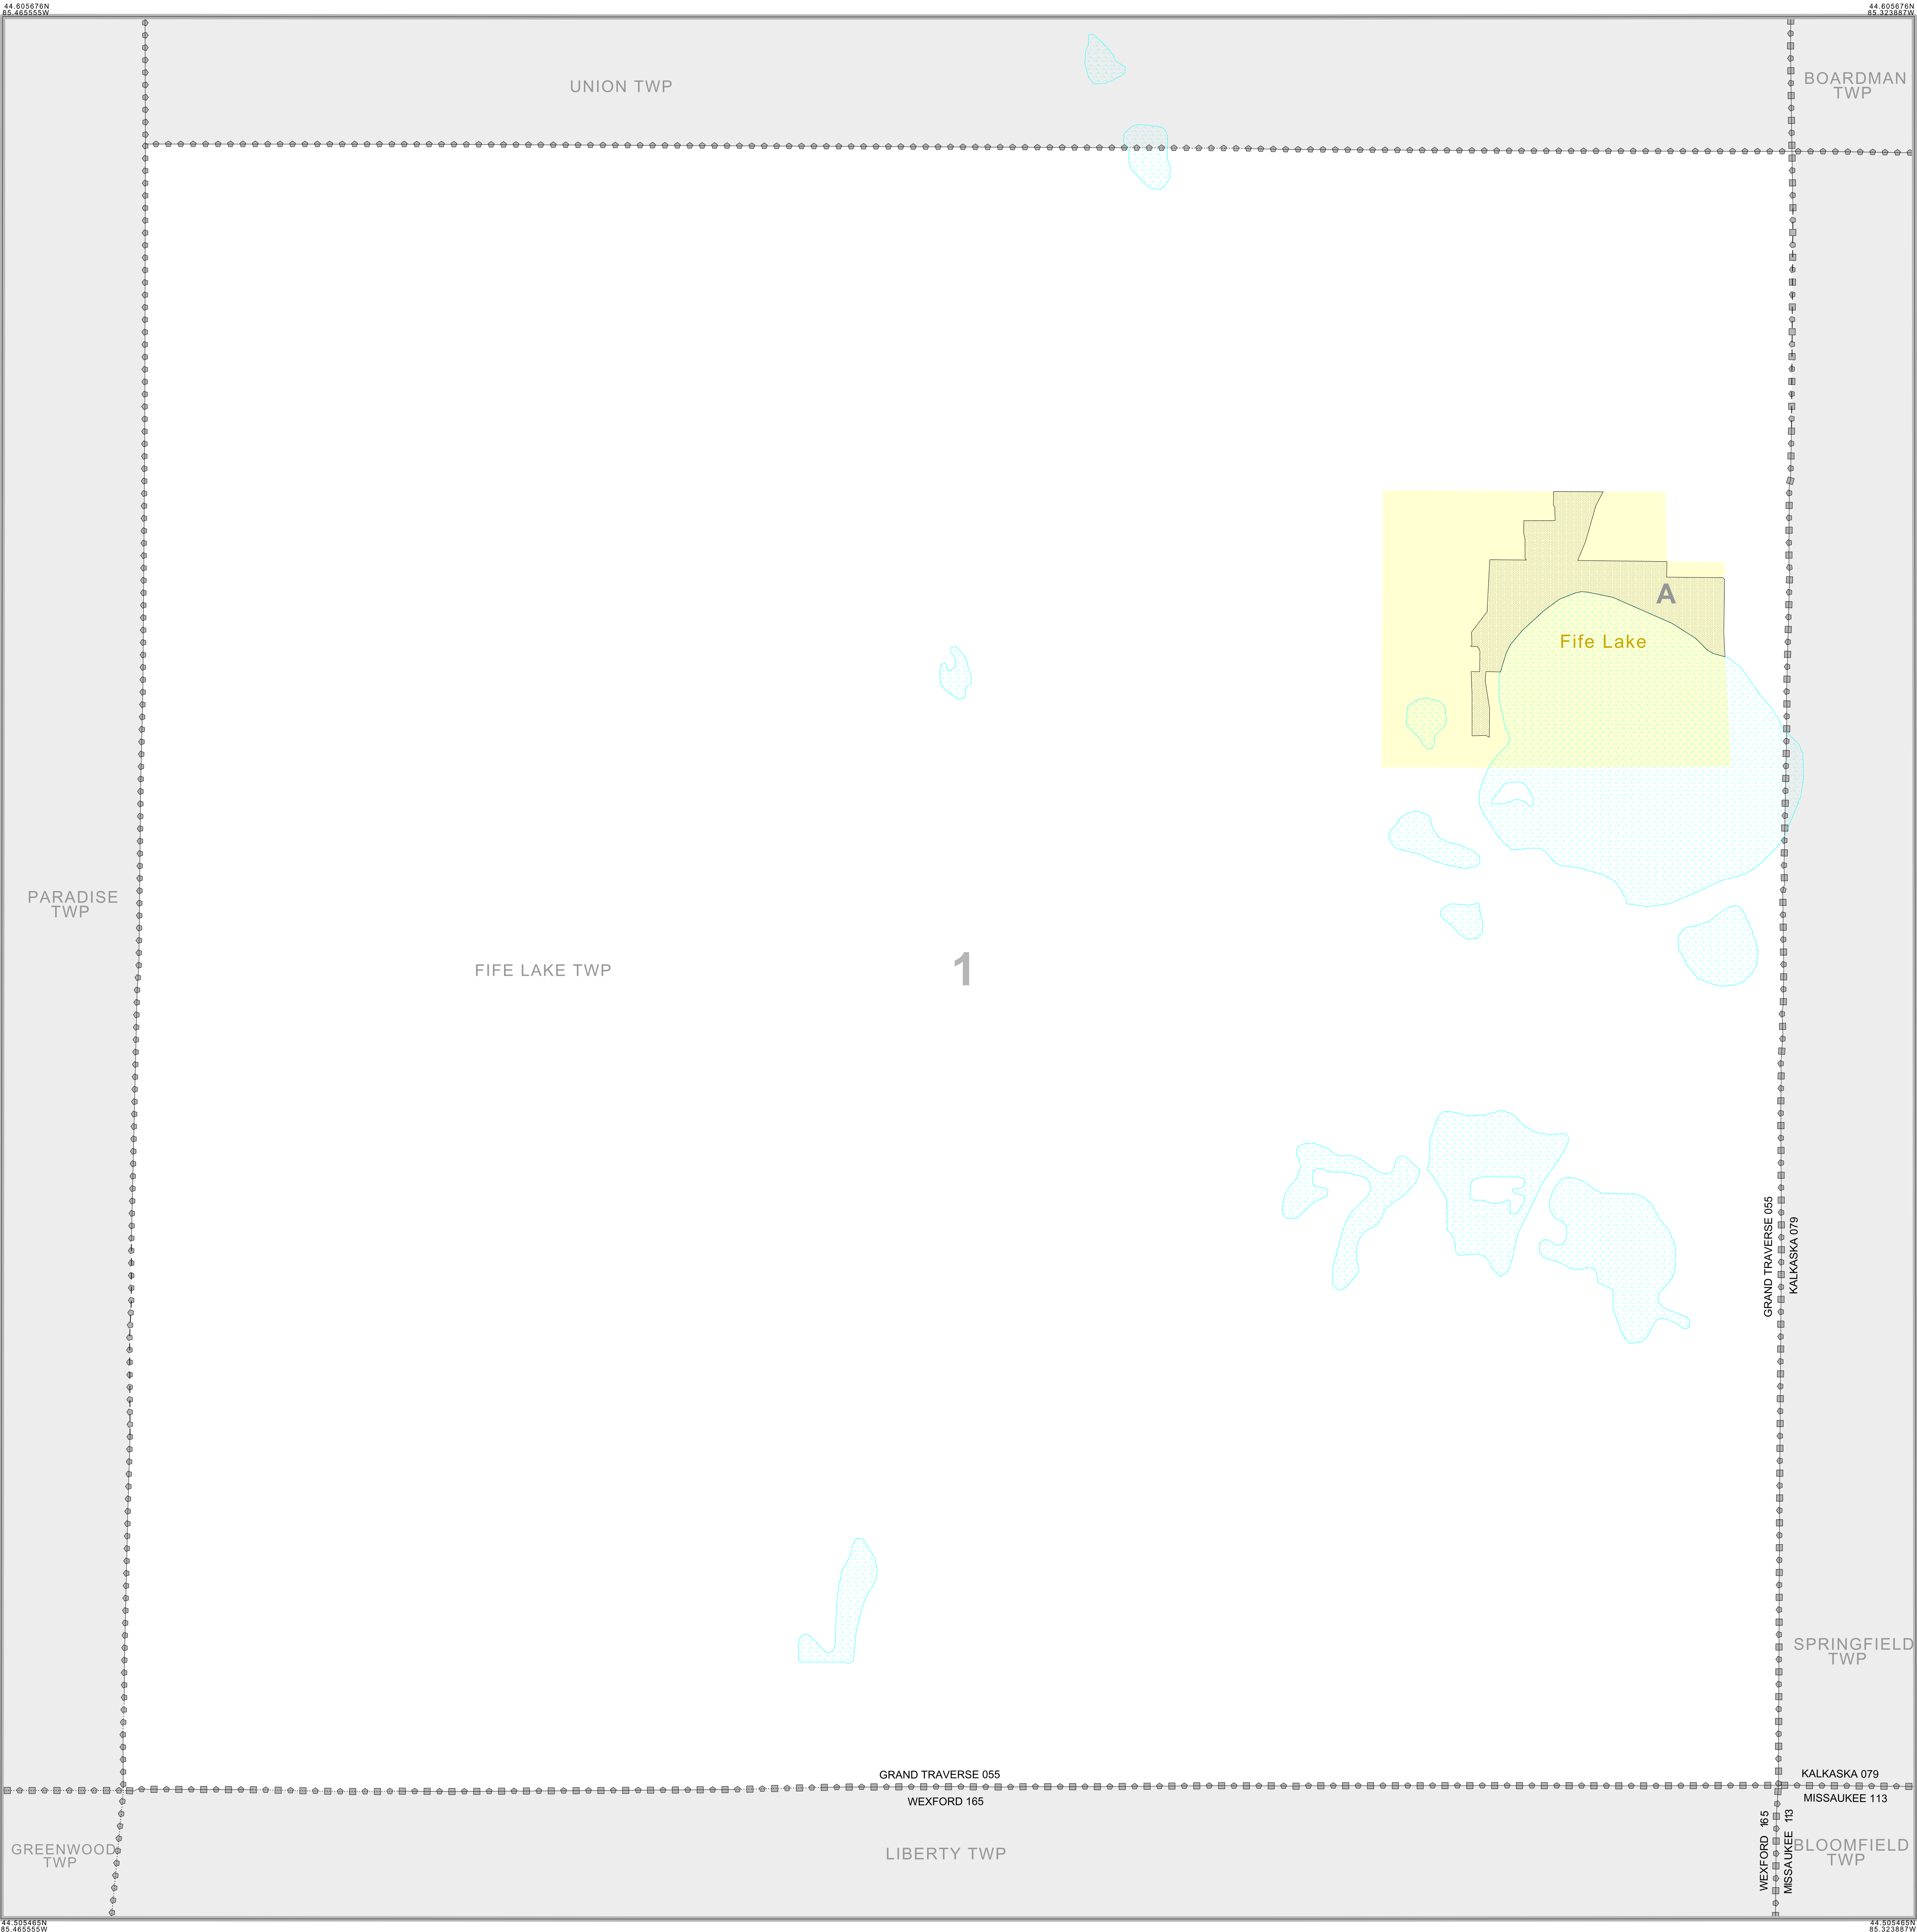 44.605676N
85.465555W
44.605676N
85.323887W
UNION TWP
BOARDMAN
TWP
A
Fife Lake
PARADISE
TWP
FIFE LAKE TWP
1
GRAND TRAVERSE 055
KALKASKA 079
SPRINGFIELD
TWP
GRAND TRAVERSE 055
WEXFORD 165
KALKASKA 079
MISSAUKEE 113
WEXFORD 165
MISSAUKEE 113
GREENWOOD
TWP
LIBERTY TWP
BLOOMFIELD
TWP
44.505465N
85.465555W
44.505465N
85.323887W